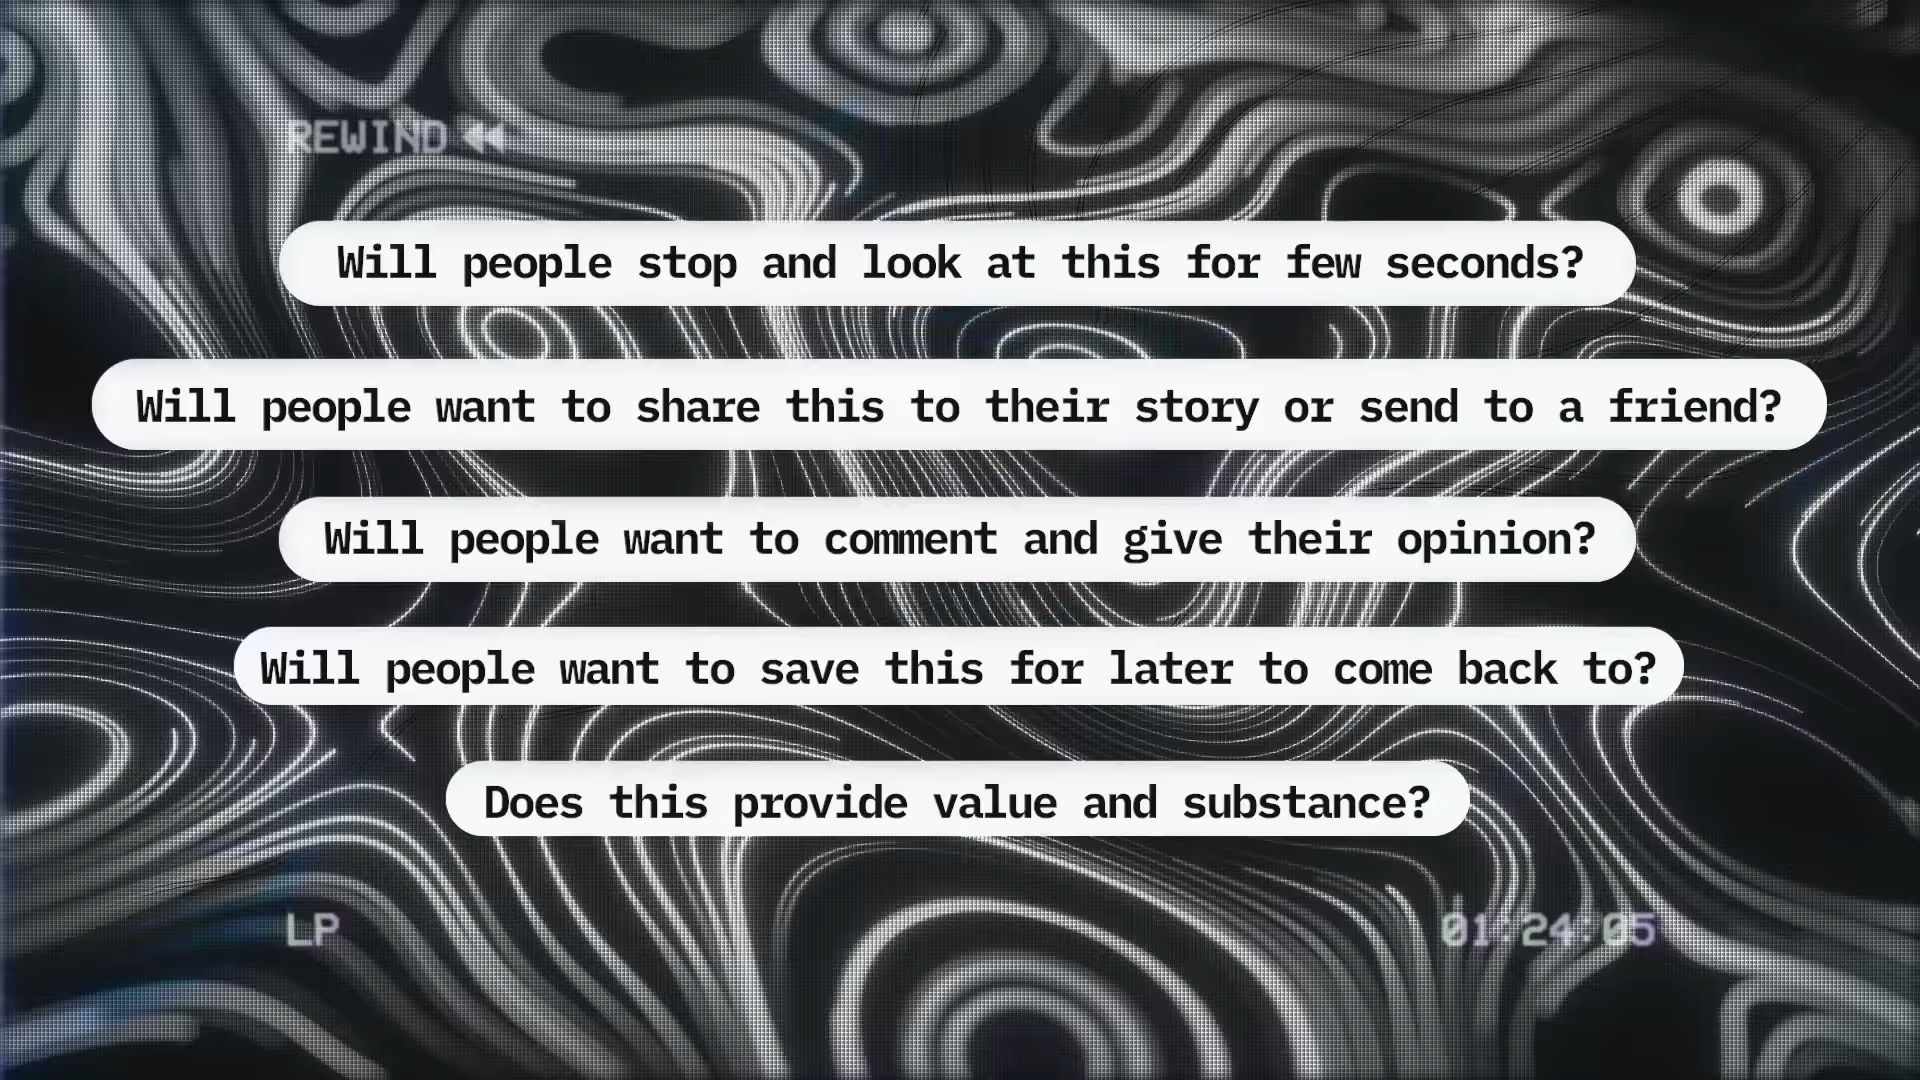 REWIND
Will people stop and look at this for few seconds?
Will people want to share this to their story or send to a friend?
Will people want to comment and give their opinion?
Will people want to save this for later to come back to?
Does this provide value and substance?
LP
01:24:05